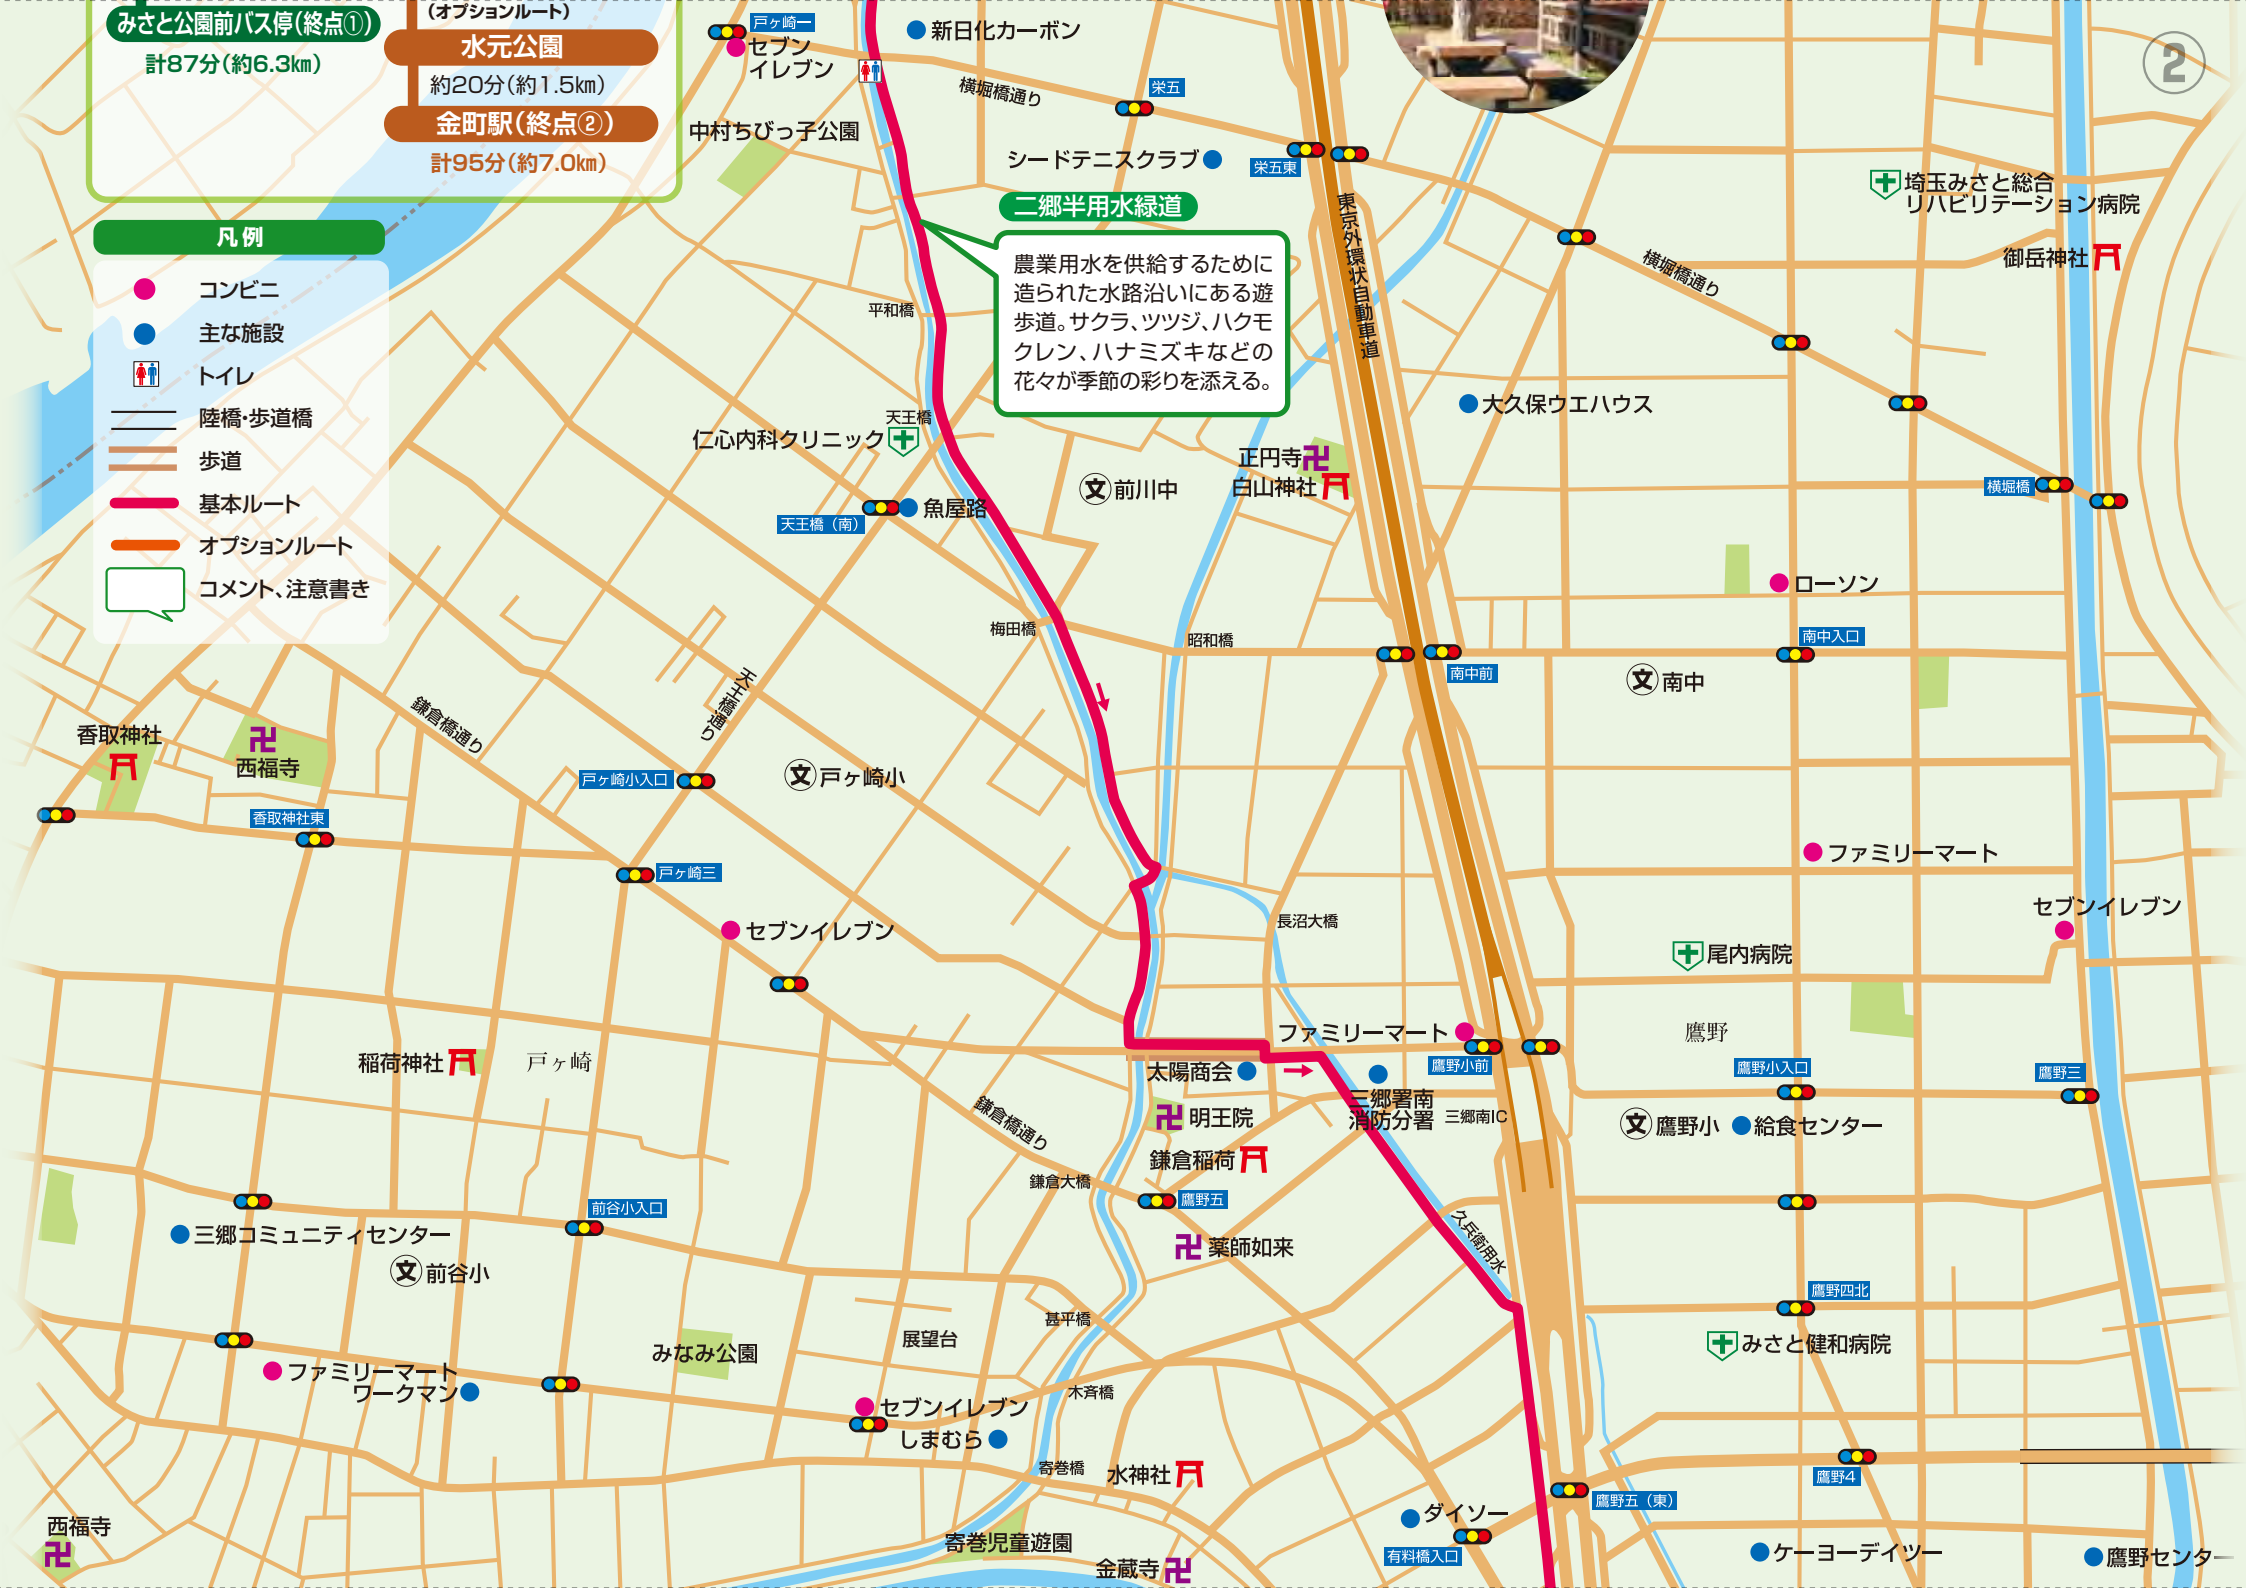 みさと公園前バス停(終点①)
計87分(約6.3㎞)
(オプションルート)
水元公園
約20分(約1.5㎞)
金町駅(終点②)
計95分(約7.0㎞)
凡例
コンビニ
主な施設
トイレ
陸橋・歩道橋
歩道
基本ルート
オプションルート
コメント、注意書き
2
戸ヶ崎一
セブン
イレブン
新日化カーボン
横堀橋通り
栄五
中村ちびっ子公園
シードテニスクラブ
栄五東
二郷半用水緑道
農業用水を供給するために
造られた水路沿いにある遊
歩道。サクラ、ツツジ、ハクモ
クレン、ハナミズキなどの
花々が季節の彩りを添える。
東京外環状自動車道
埼玉みさと総合
リハビリテーション病院
御岳神社
横堀橋通り
平和橋
大久保ウエハウス
天王橋
仁心内科クリニック
正円寺
白山神社
前川中
横堀橋
魚屋路
天王橋（南）
ローソン
梅田橋
昭和橋
南中入口
南中前
南中
天王橋通り
鎌倉橋通り
香取神社
西福寺
戸ヶ崎小入口
戸ヶ崎小
香取神社東
戸ヶ崎三
ファミリーマート
セブンイレブン
セブンイレブン
長沼大橋
尾内病院
ファミリーマート
鷹野
稲荷神社
戸ヶ崎
太陽商会
鷹野小前
鷹野小入口
鷹野三
三郷署南
消防分署
三郷南IC
鎌倉橋通り
明王院
鷹野小
給食センター
鎌倉稲荷
鎌倉大橋
鷹野五
前谷小入口
三郷コミュニティセンター
薬師如来
久兵衛用水
前谷小
鷹野四北
甚平橋
展望台
みなみ公園
みさと健和病院
ファミリーマート
ワークマン
木斉橋
セブンイレブン
しまむら
寄巻橋
水神社
鷹野4
鷹野五（東）
ダイソー
西福寺
寄巻児童遊園
有料橋入口
ケーヨーデイツー
鷹野センター
金蔵寺